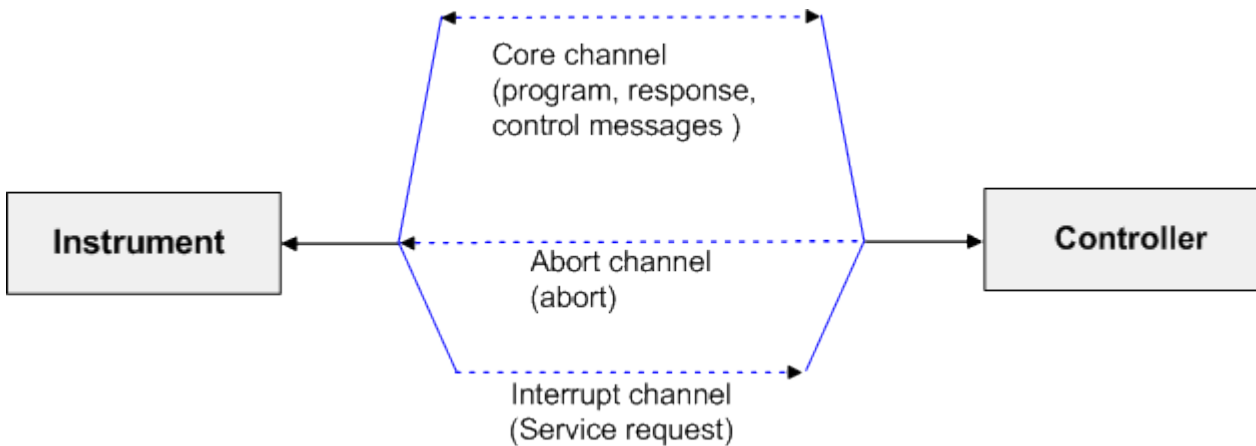 Core channel
(program, response,
control messages )
Instrument
Controller
Abort channel
(abort)
Interrupt channel
(Service request)